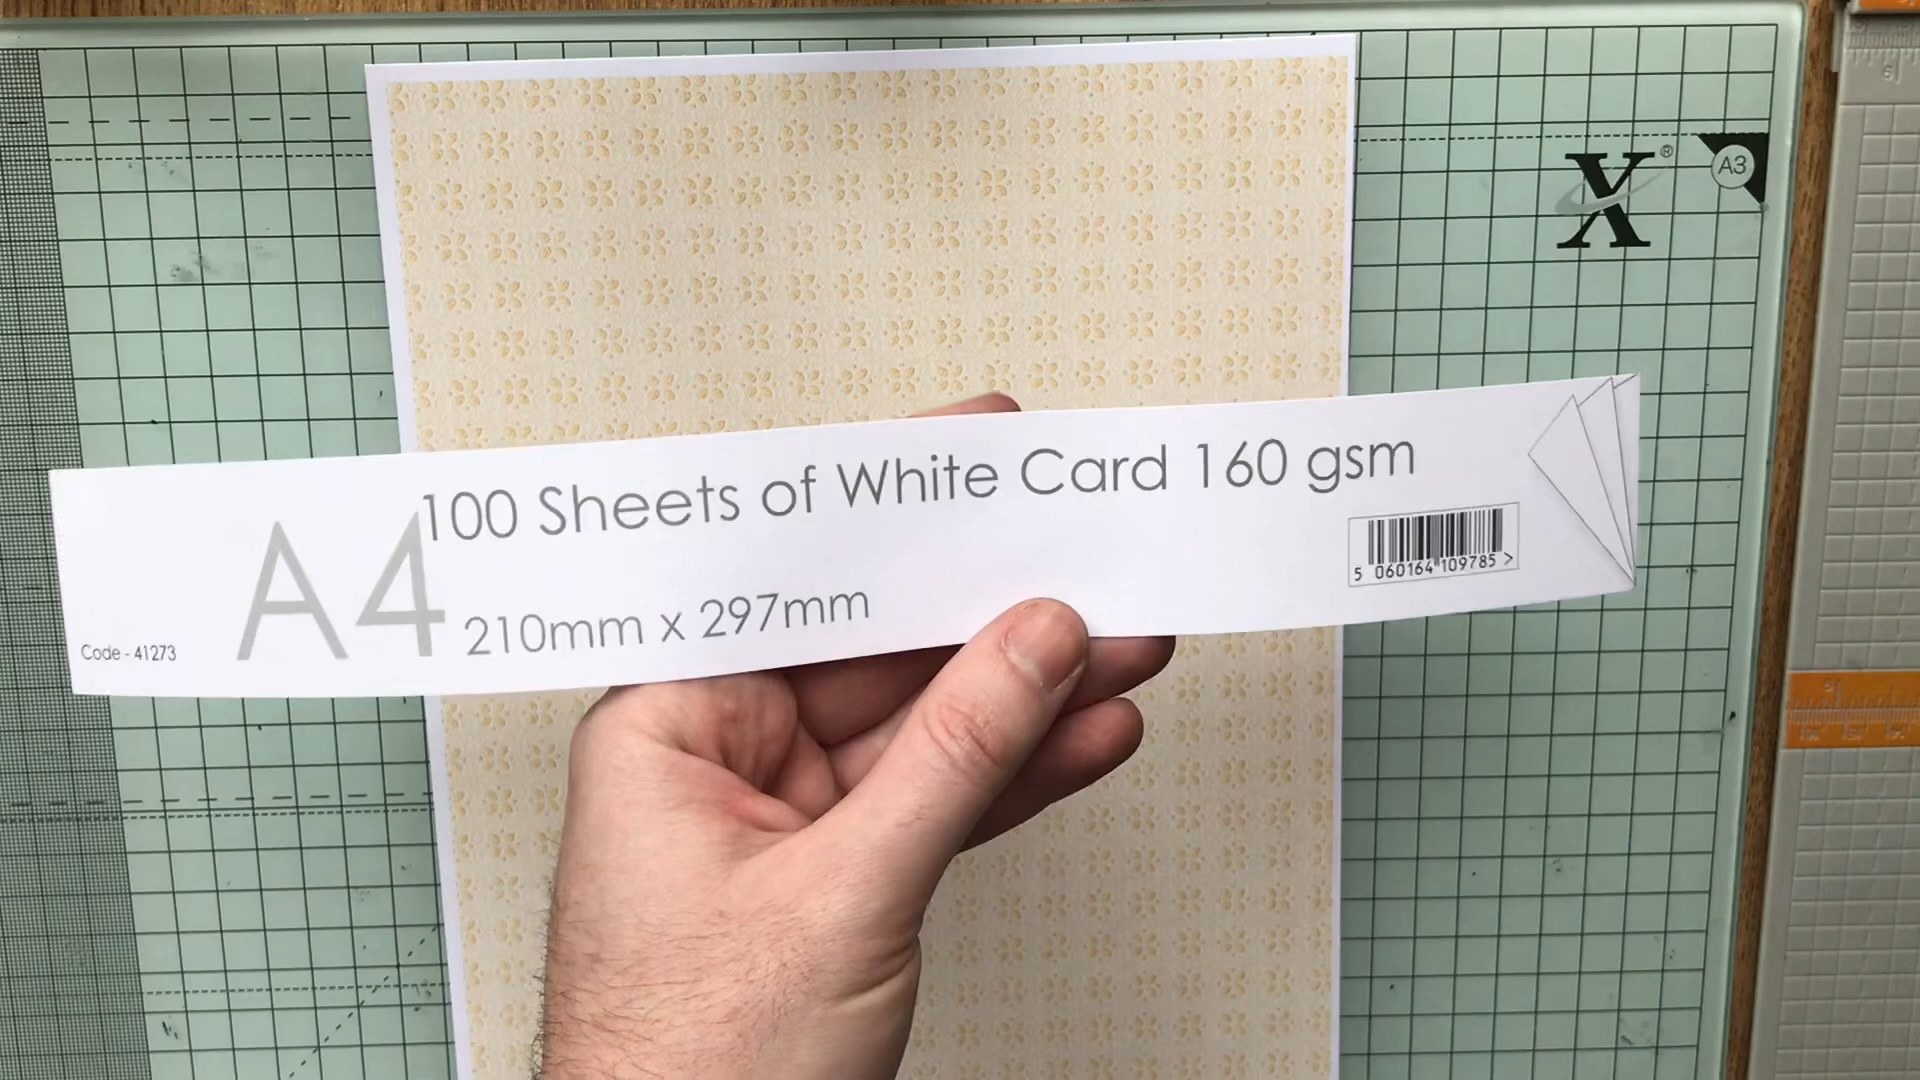 X®
A3
100 Sheets of White Card 160 gsm
A4
210mm x 297mm
5 060164 109785 >
Code - 41273